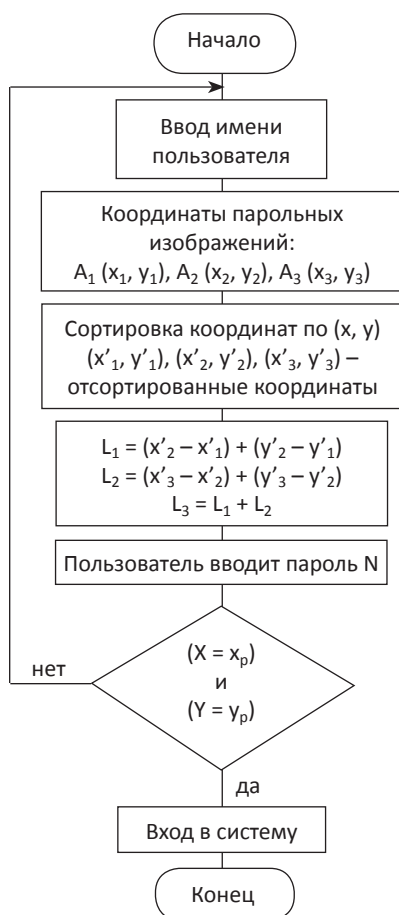 Начало
Ввод имени
пользователя
Координаты парольных
изображений:
A₁ (x₁, y₁), A₂ (x₂, y₂), A₃ (x₃, y₃)
Сортировка координат по (x, y)
(x’₁, y’₁), (x’₂, y’₂), (x’₃, y’₃) –
отсортированные координаты
L₁ = (x’₂ – x’₁) + (y’₂ – y’₁)
L₂ = (x’₃ – x’₂) + (y’₃ – y’₂)
L₃ = L₁ + L₂
Пользователь вводит пароль N
(X = xₚ)
и
(Y = yₚ)
нет
да
Вход в систему
Конец